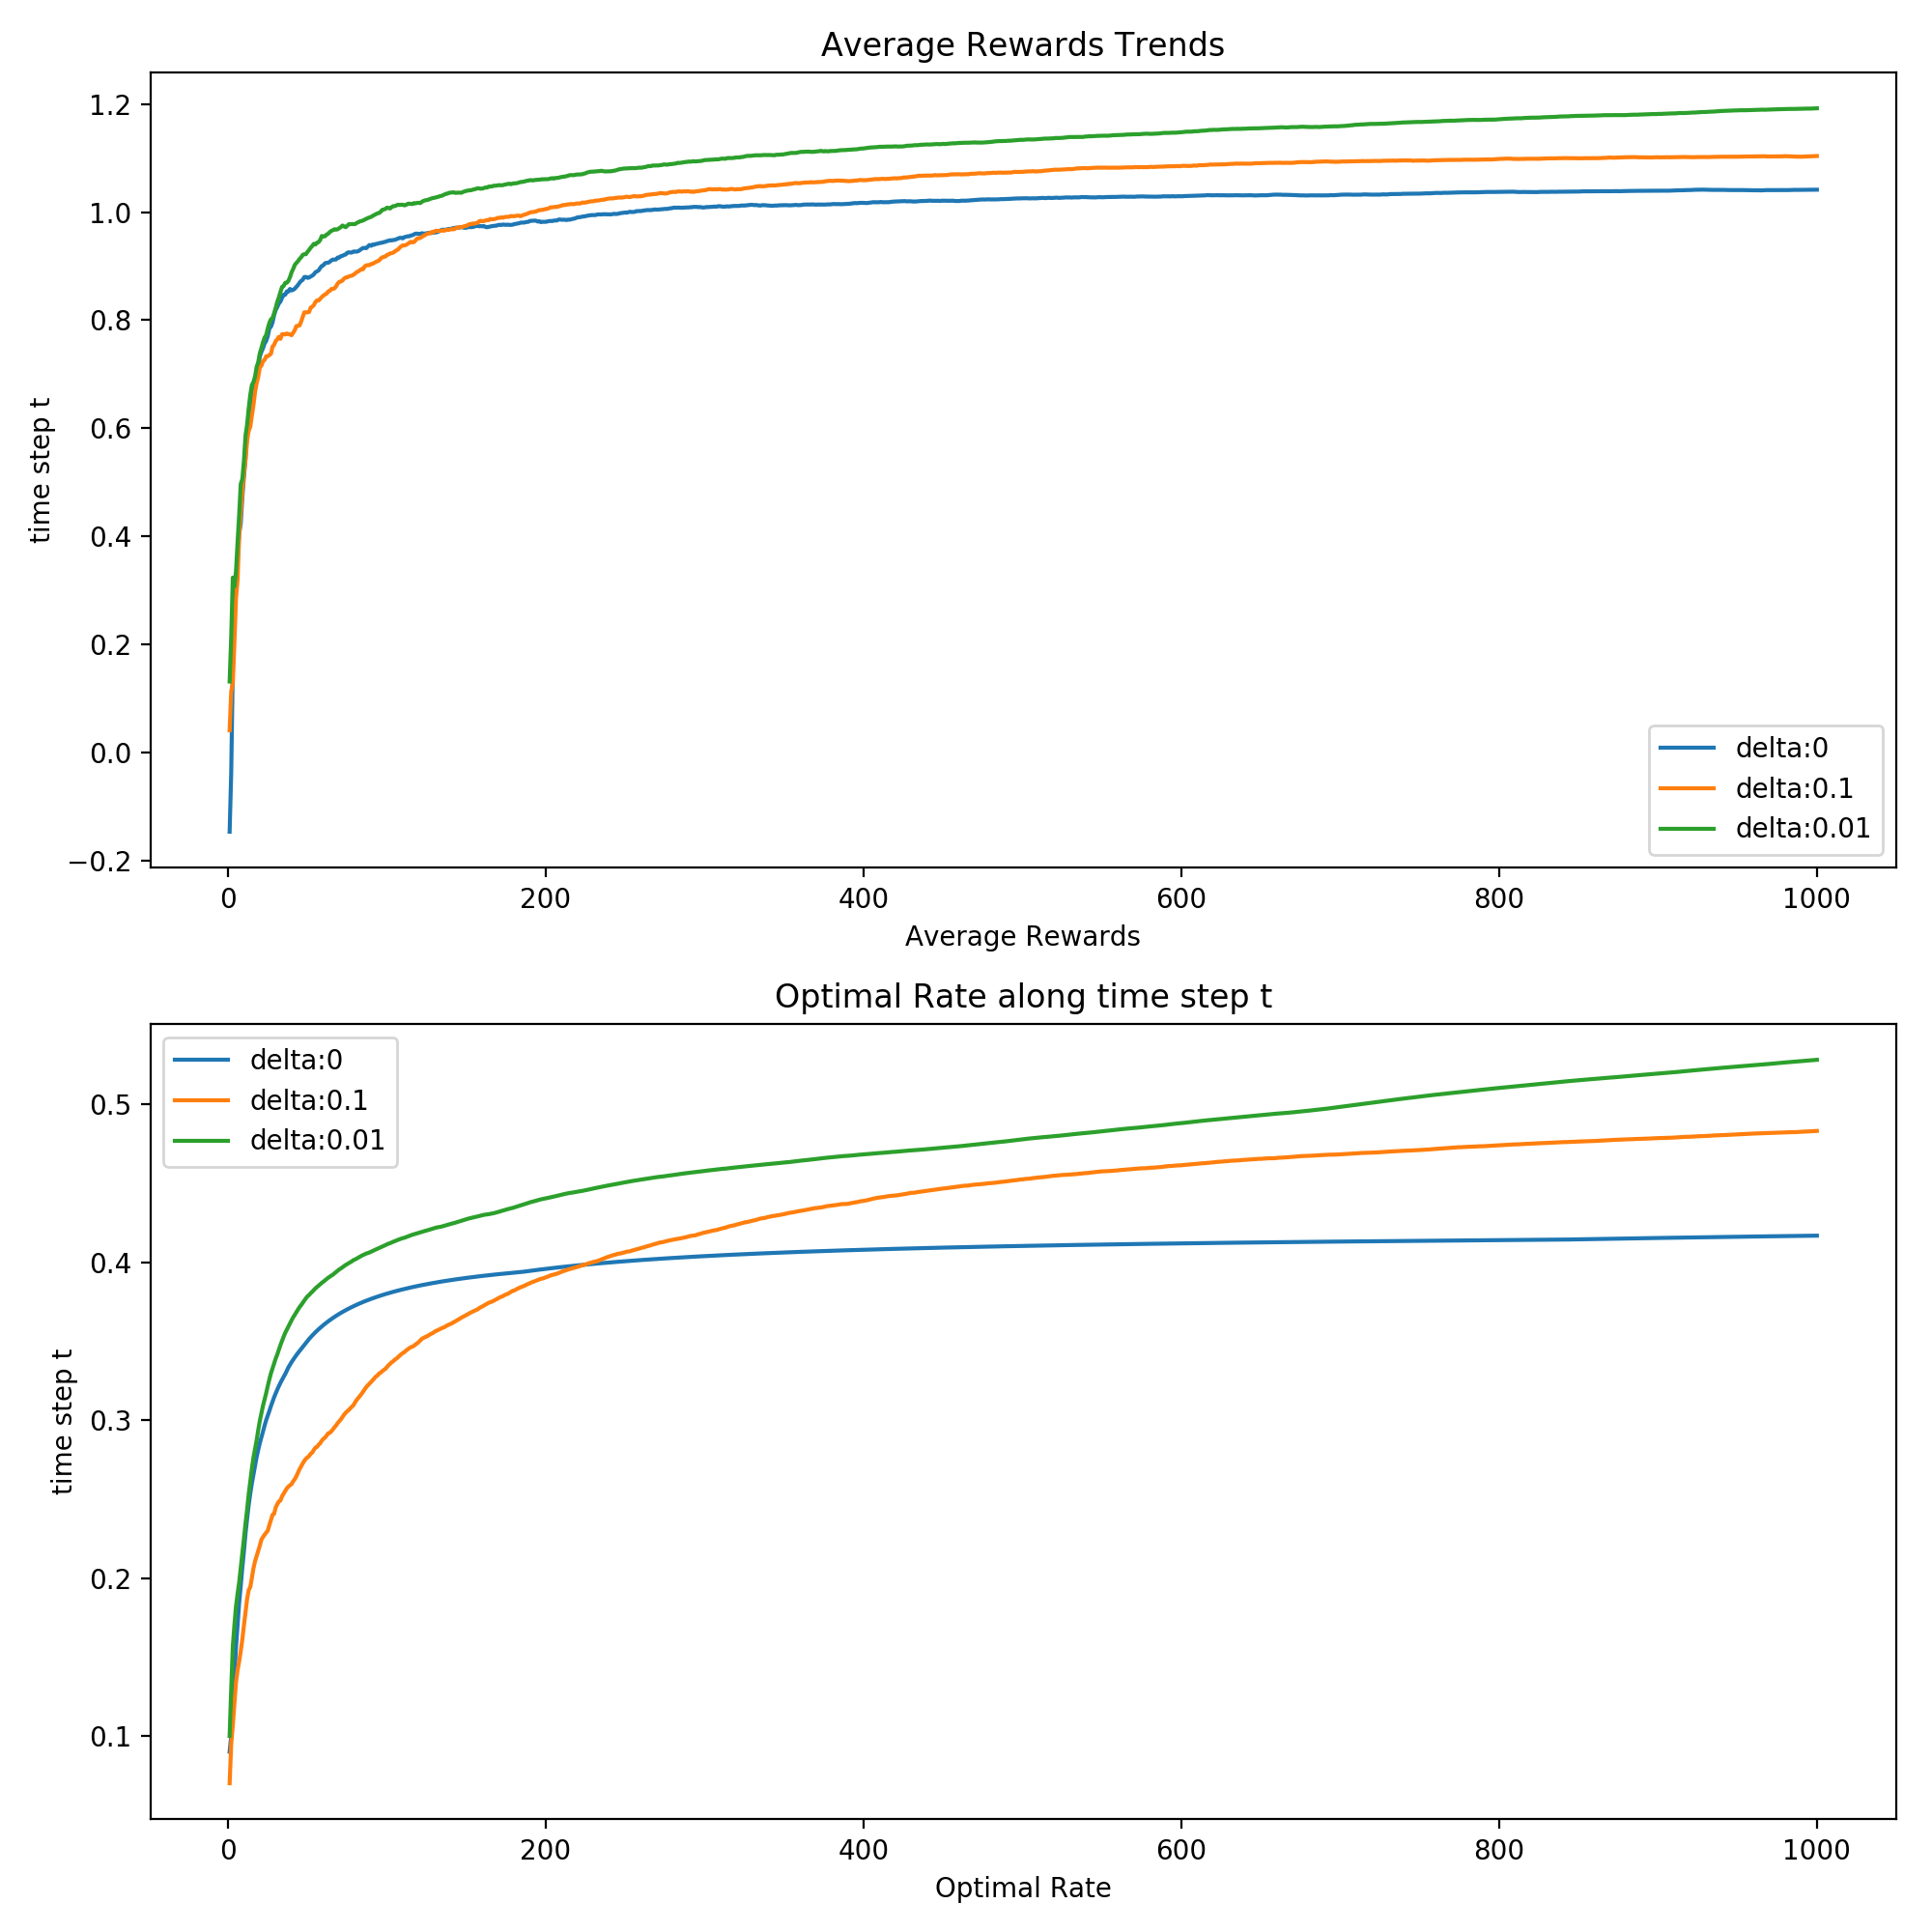 Average Rewards Trends
1.2
1.0
0.8
0.6
0.4
0.2
0.0
−0.2
time step t
delta:0
delta:0.1
delta:0.01
0 200 400 600 800 1000
Average Rewards
Optimal Rate along time step t
delta:0
delta:0.1
delta:0.01
0.5
0.4
0.3
0.2
0.1
time step t
0 200 400 600 800 1000
Optimal Rate